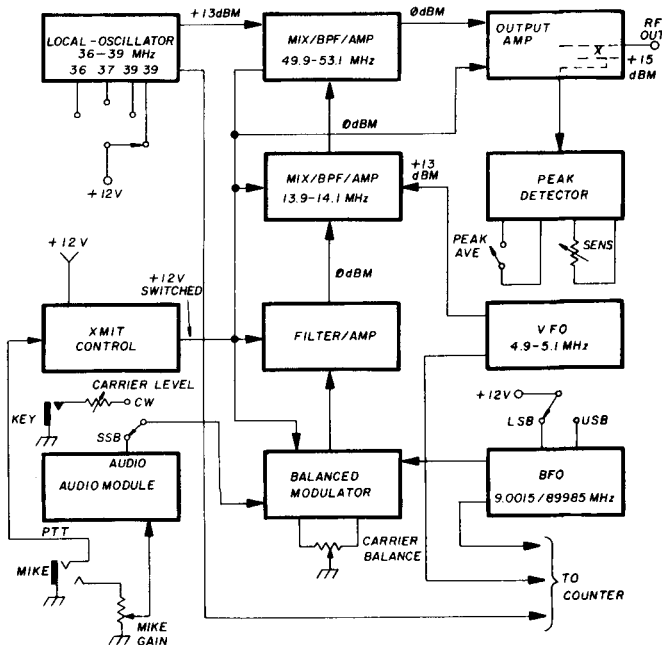 +13dBM
LOCAL-OSCILLATOR
36-39 MHz
36 37 39 39
+12V
MIX/BPF/AMP
49.9-53.1 MHz
0dBM
OUTPUT
AMP
X
RF
OUT
+15
dBM
0dBM
MIX/BPF/AMP
13.9-14.1 MHz
+13
dBM
PEAK
DETECTOR
PEAK
AVE
SENS
+12V
+12V
SWITCHED
0dBM
XMIT
CONTROL
FILTER/AMP
VFO
4.9-5.1 MHz
CARRIER LEVEL
KEY
CW
SSB
AUDIO
AUDIO MODULE
BALANCED
MODULATOR
+12V
LSB
USB
BFO
9.0015/89985 MHz
CARRIER
BALANCE
PTT
MIKE
MIKE
GAIN
TO
COUNTER